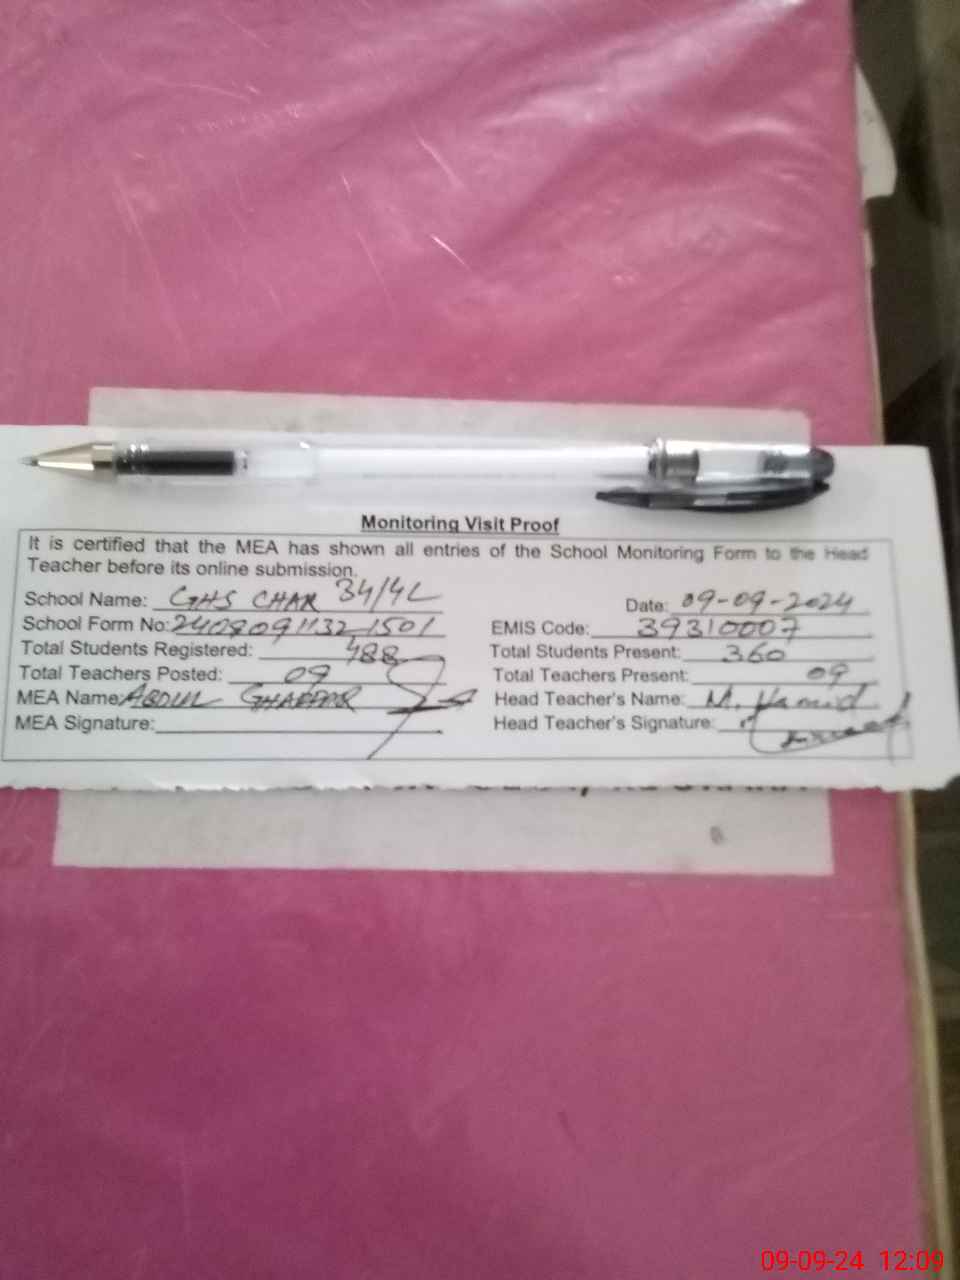 Monitoring Visit Proof
It is certified that the MEA has shown all entries of the School Monitoring Form to the Head
Teacher before its online submission.
School Name: GHS CHAK 34/4L Date: 09-09-2024
School Form No: 24090911321501 EMIS Code: 39310007
Total Students Registered: 488 Total Students Present: 360
Total Teachers Posted: 09 Total Teachers Present: 09
MEA Name: ABDUL GHAFFAR Head Teacher's Name: M. Hamid
MEA Signature: Head Teacher's Signature:
09-09-24 12:09